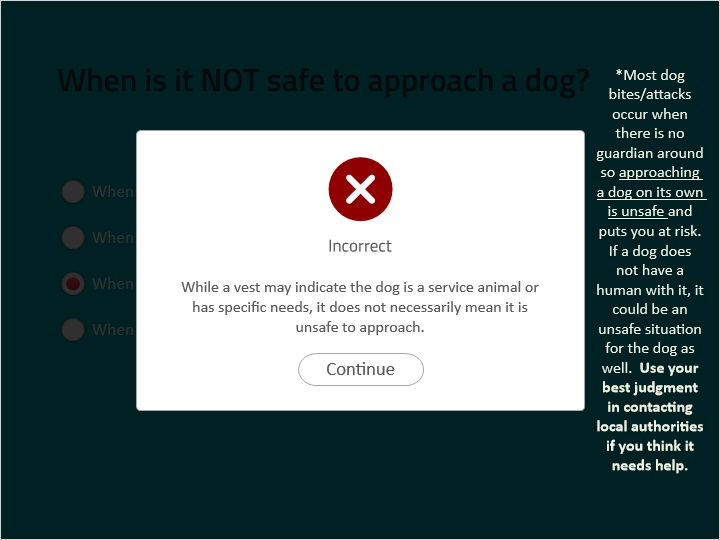 When is it NOT safe to approach a dog?
When
When
When
When
Incorrect
While a vest may indicate the dog is a service animal or
has specific needs, it does not necessarily mean it is
unsafe to approach.
Continue
*Most dog
bites/attacks
occur when
there is no
guardian around
so approaching
a dog on its own
is unsafe and
puts you at risk.
If a dog does
not have a
human with it, it
could be an
unsafe situation
for the dog as
well. Use your
best judgment
in contacting
local authorities
if you think it
needs help.